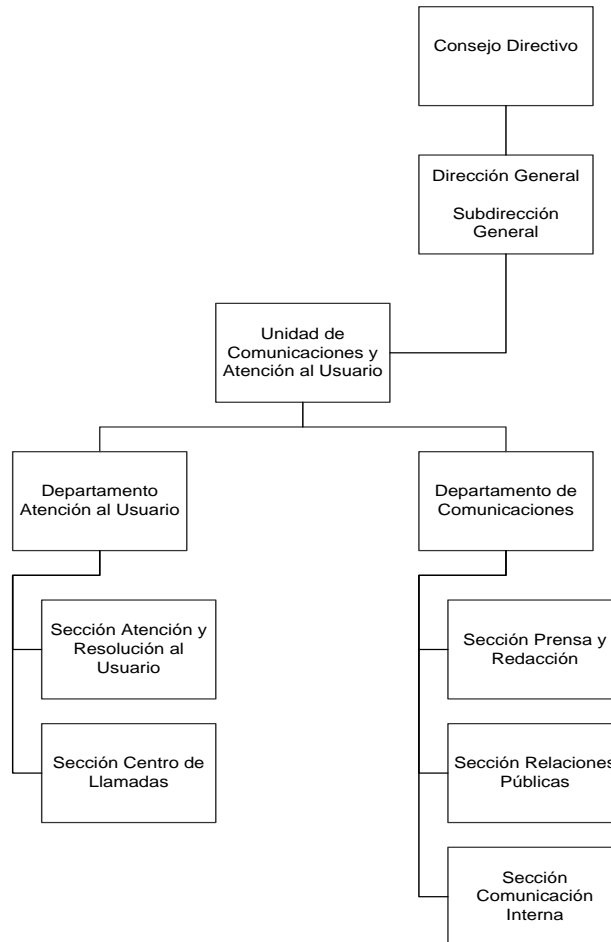 Consejo Directivo
Dirección General
Subdirección
General
Unidad de
Comunicaciones y
Atención al Usuario
Departamento
Atención al Usuario
Departamento de
Comunicaciones
Sección Atención y
Resolución al
Usuario
Sección Prensa y
Redacción
Sección Centro de
Llamadas
Sección Relaciones
Públicas
Sección
Comunicación
Interna